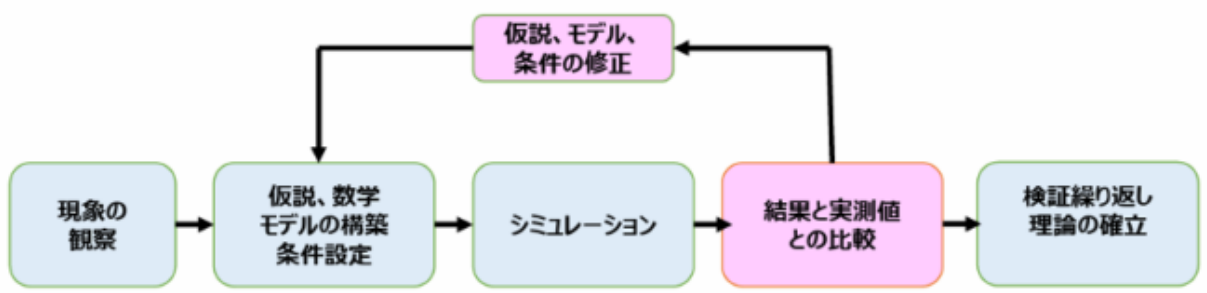 仮説、モデル、
条件の修正
現象の
観察
仮説、数学
モデルの構築
条件設定
シミュレーション
結果と実測値
との比較
検証繰り返し
理論の確立